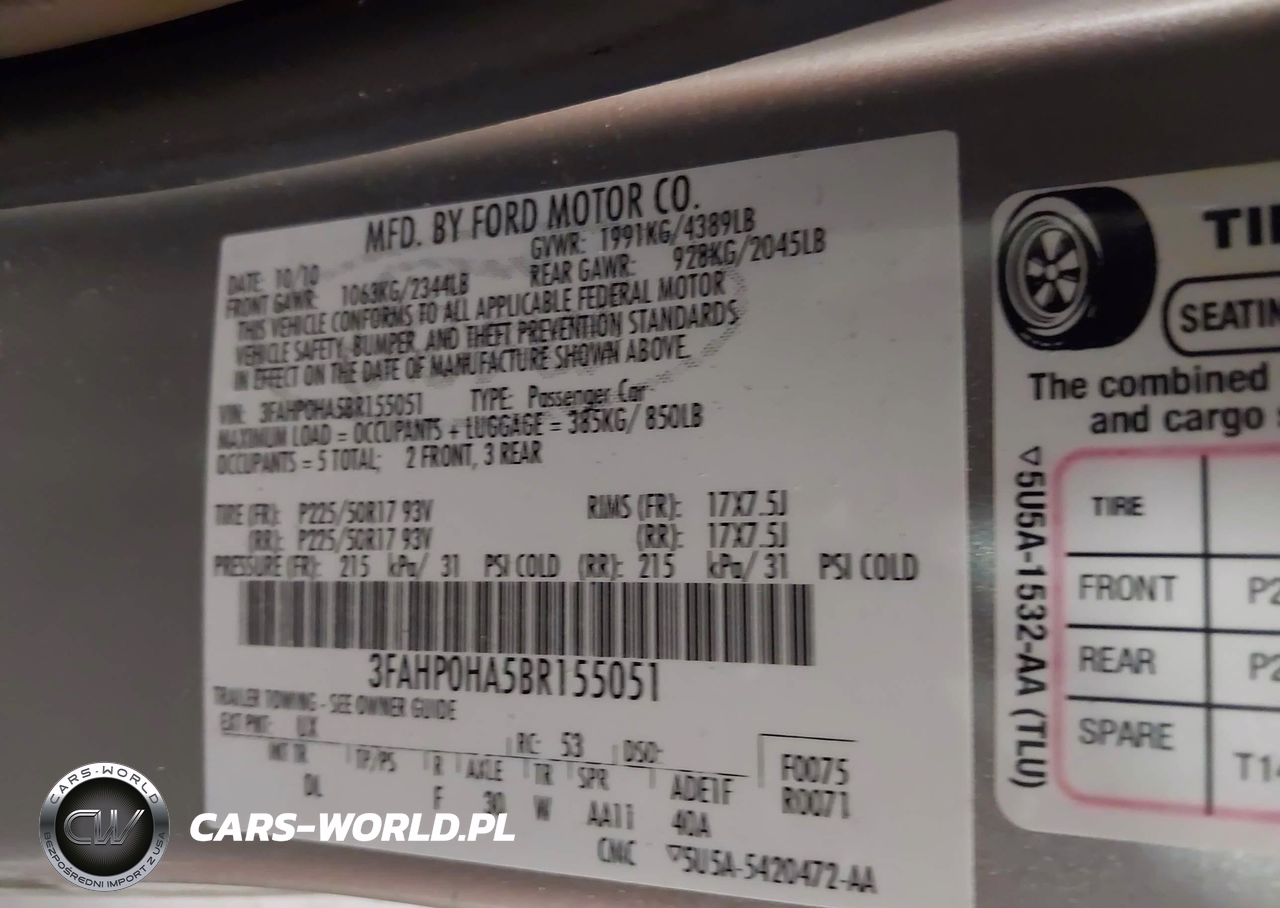 MFD. BY FORD MOTOR CO.
DATE: 10/10 GVWR: 1991KG/4389LB
FRONT GAWR: 1063KG/2344LB REAR GAWR: 928KG/2045LB
THIS VEHICLE CONFORMS TO ALL APPLICABLE FEDERAL MOTOR
VEHICLE SAFETY, BUMPER, AND THEFT PREVENTION STANDARDS
IN EFFECT ON THE DATE OF MANUFACTURE SHOWN ABOVE.
VIN: 3FAHP0HA5BR155051 TYPE: Passenger Car
MAXIMUM LOAD = OCCUPANTS + LUGGAGE = 385KG/ 850LB
OCCUPANTS = 5 TOTAL; 2 FRONT, 3 REAR
TIRE (FR): P225/50R17 93V RIMS (FR): 17X7.5J
(RR): P225/50R17 93V (RR): 17X7.5J
PRESSURE (FR): 215 kPa/ 31 PSI COLD (RR): 215 kPa/ 31 PSI COLD
3FAHP0HA5BR155051
TRAILER TOWING - SEE OWNER GUIDE
EXT PNT: UX RC: 53 DSO:
INT TR TP/PS R AXLE TR SPR ADE1F F0075
DL F 30 W AA11 40A R0071
CMC ▽5U5A-5420472-AA
TI
SEATIN
The combined
and cargo
▽5U5A-1532-AA (TLU)
TIRE
FRONT P2
REAR P2
SPARE T14
CARS-WORLD
CW
BEZPOŚREDNI IMPORT Z USA
CARS-WORLD.PL